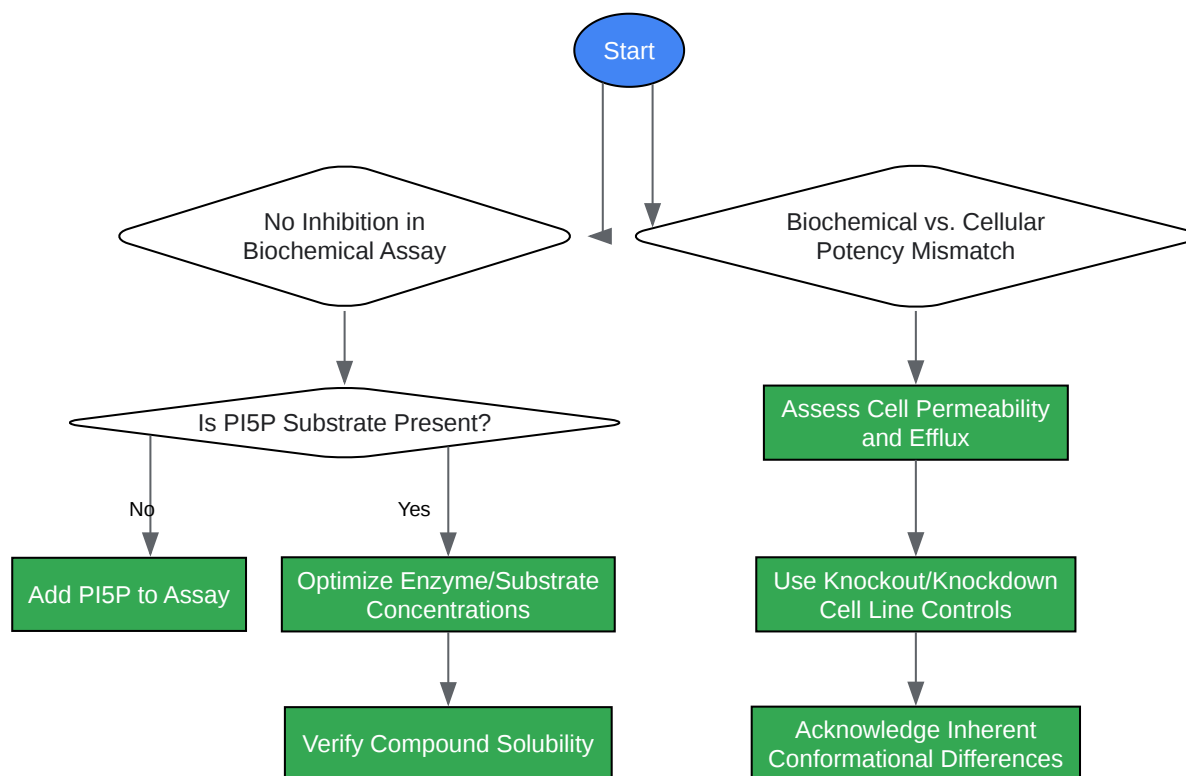 Start
No Inhibition in
Biochemical Assay
Biochemical vs. Cellular
Potency Mismatch
Is PI5P Substrate Present?
Assess Cell Permeability
and Efflux
No
Yes
Add PI5P to Assay
Optimize Enzyme/Substrate
Concentrations
Use Knockout/Knockdown
Cell Line Controls
Verify Compound Solubility
Acknowledge Inherent
Conformational Differences